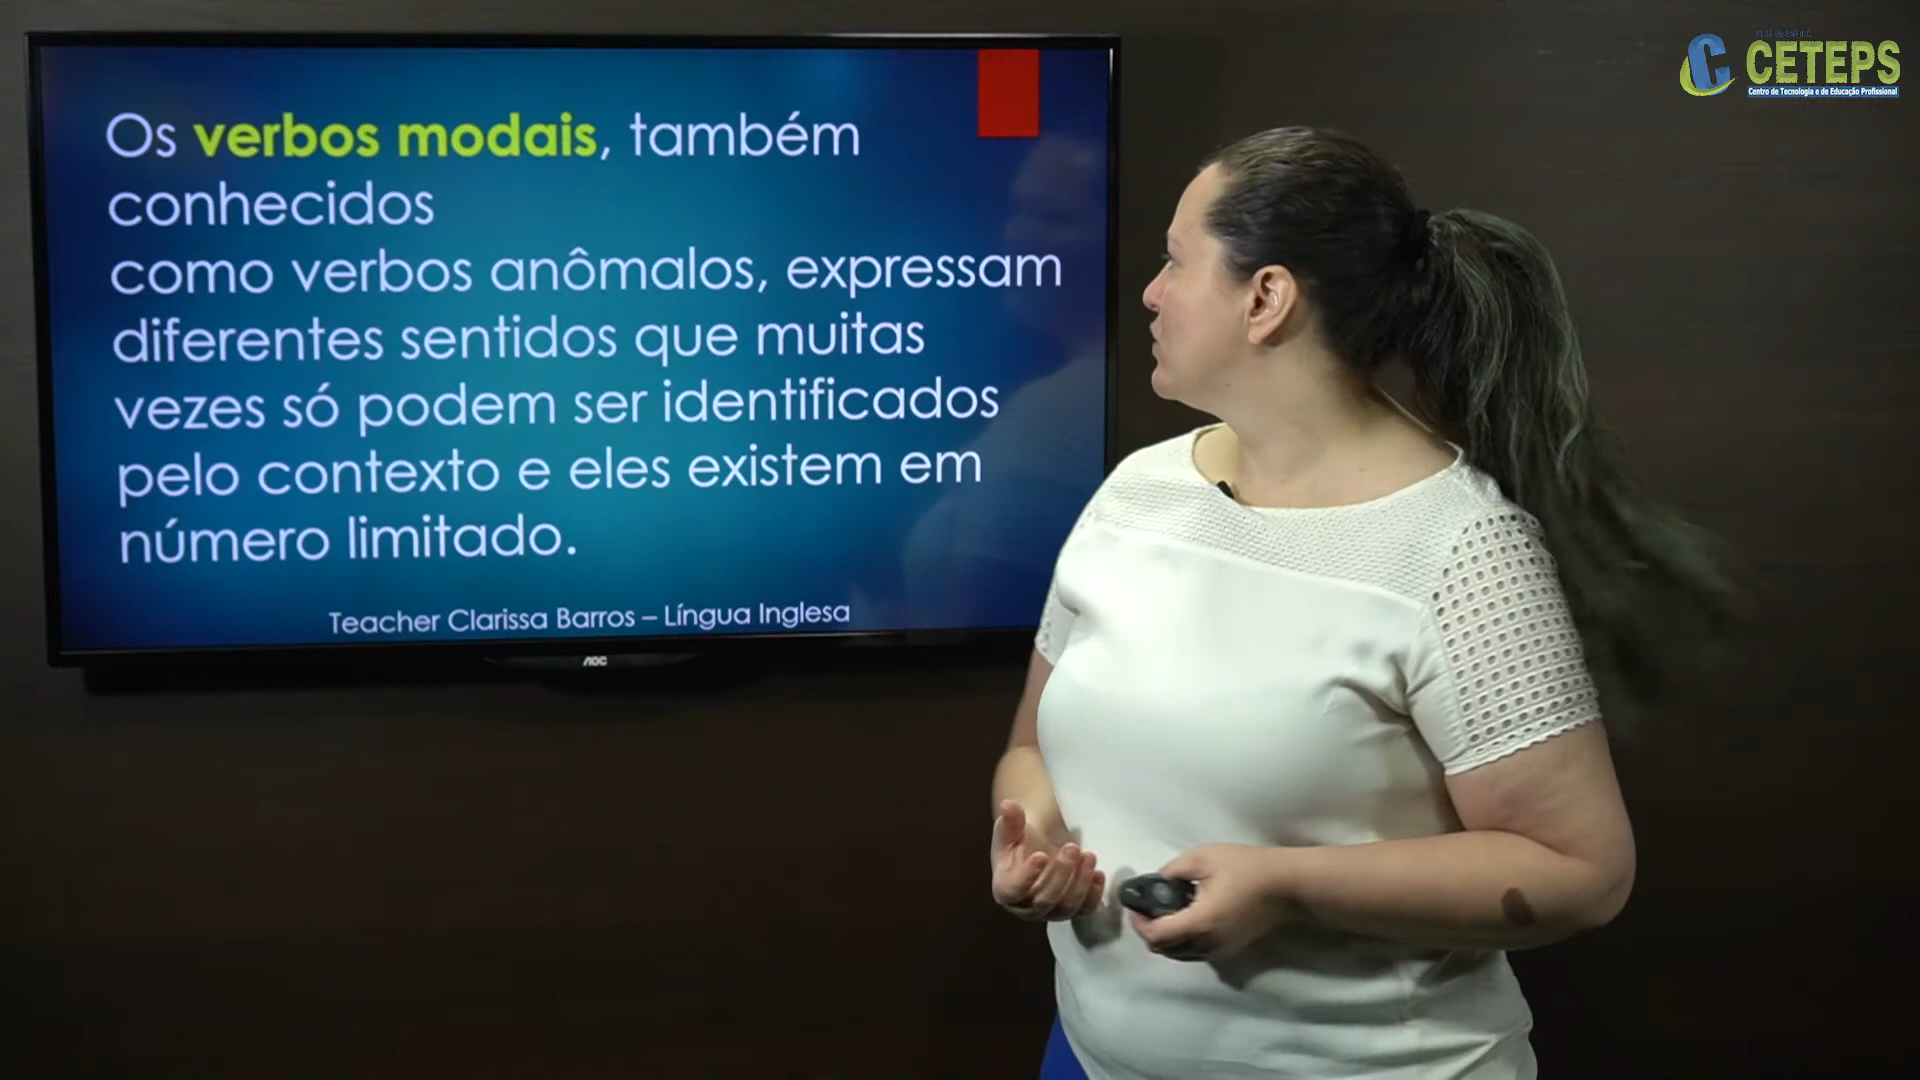 Os verbos modais, também
conhecidos
como verbos anômalos, expressam
diferentes sentidos que muitas
vezes só podem ser identificados
pelo contexto e eles existem em
número limitado.
Teacher Clarissa Barros – Língua Inglesa
AOC
CETEPS
Centro de Tecnologia e de Educação Profissional